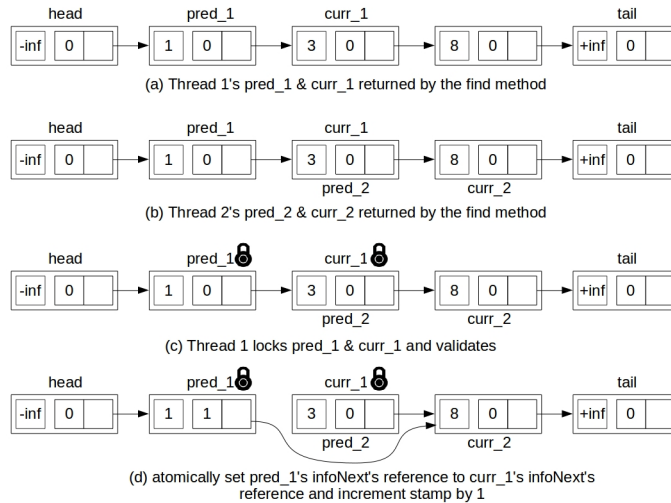 head pred_1 curr_1 tail
-inf 0 1 0 3 0 8 0 +inf 0
(a) Thread 1's pred_1 & curr_1 returned by the find method
head pred_1 curr_1 tail
-inf 0 1 0 3 0 8 0 +inf 0
pred_2 curr_2
(b) Thread 2's pred_2 & curr_2 returned by the find method
head pred_1 curr_1 tail
-inf 0 1 0 3 0 8 0 +inf 0
pred_2 curr_2
(c) Thread 1 locks pred_1 & curr_1 and validates
head pred_1 curr_1 tail
-inf 0 1 1 3 0 8 0 +inf 0
pred_2 curr_2
(d) atomically set pred_1's infoNext's reference to curr_1's infoNext's
reference and increment stamp by 1